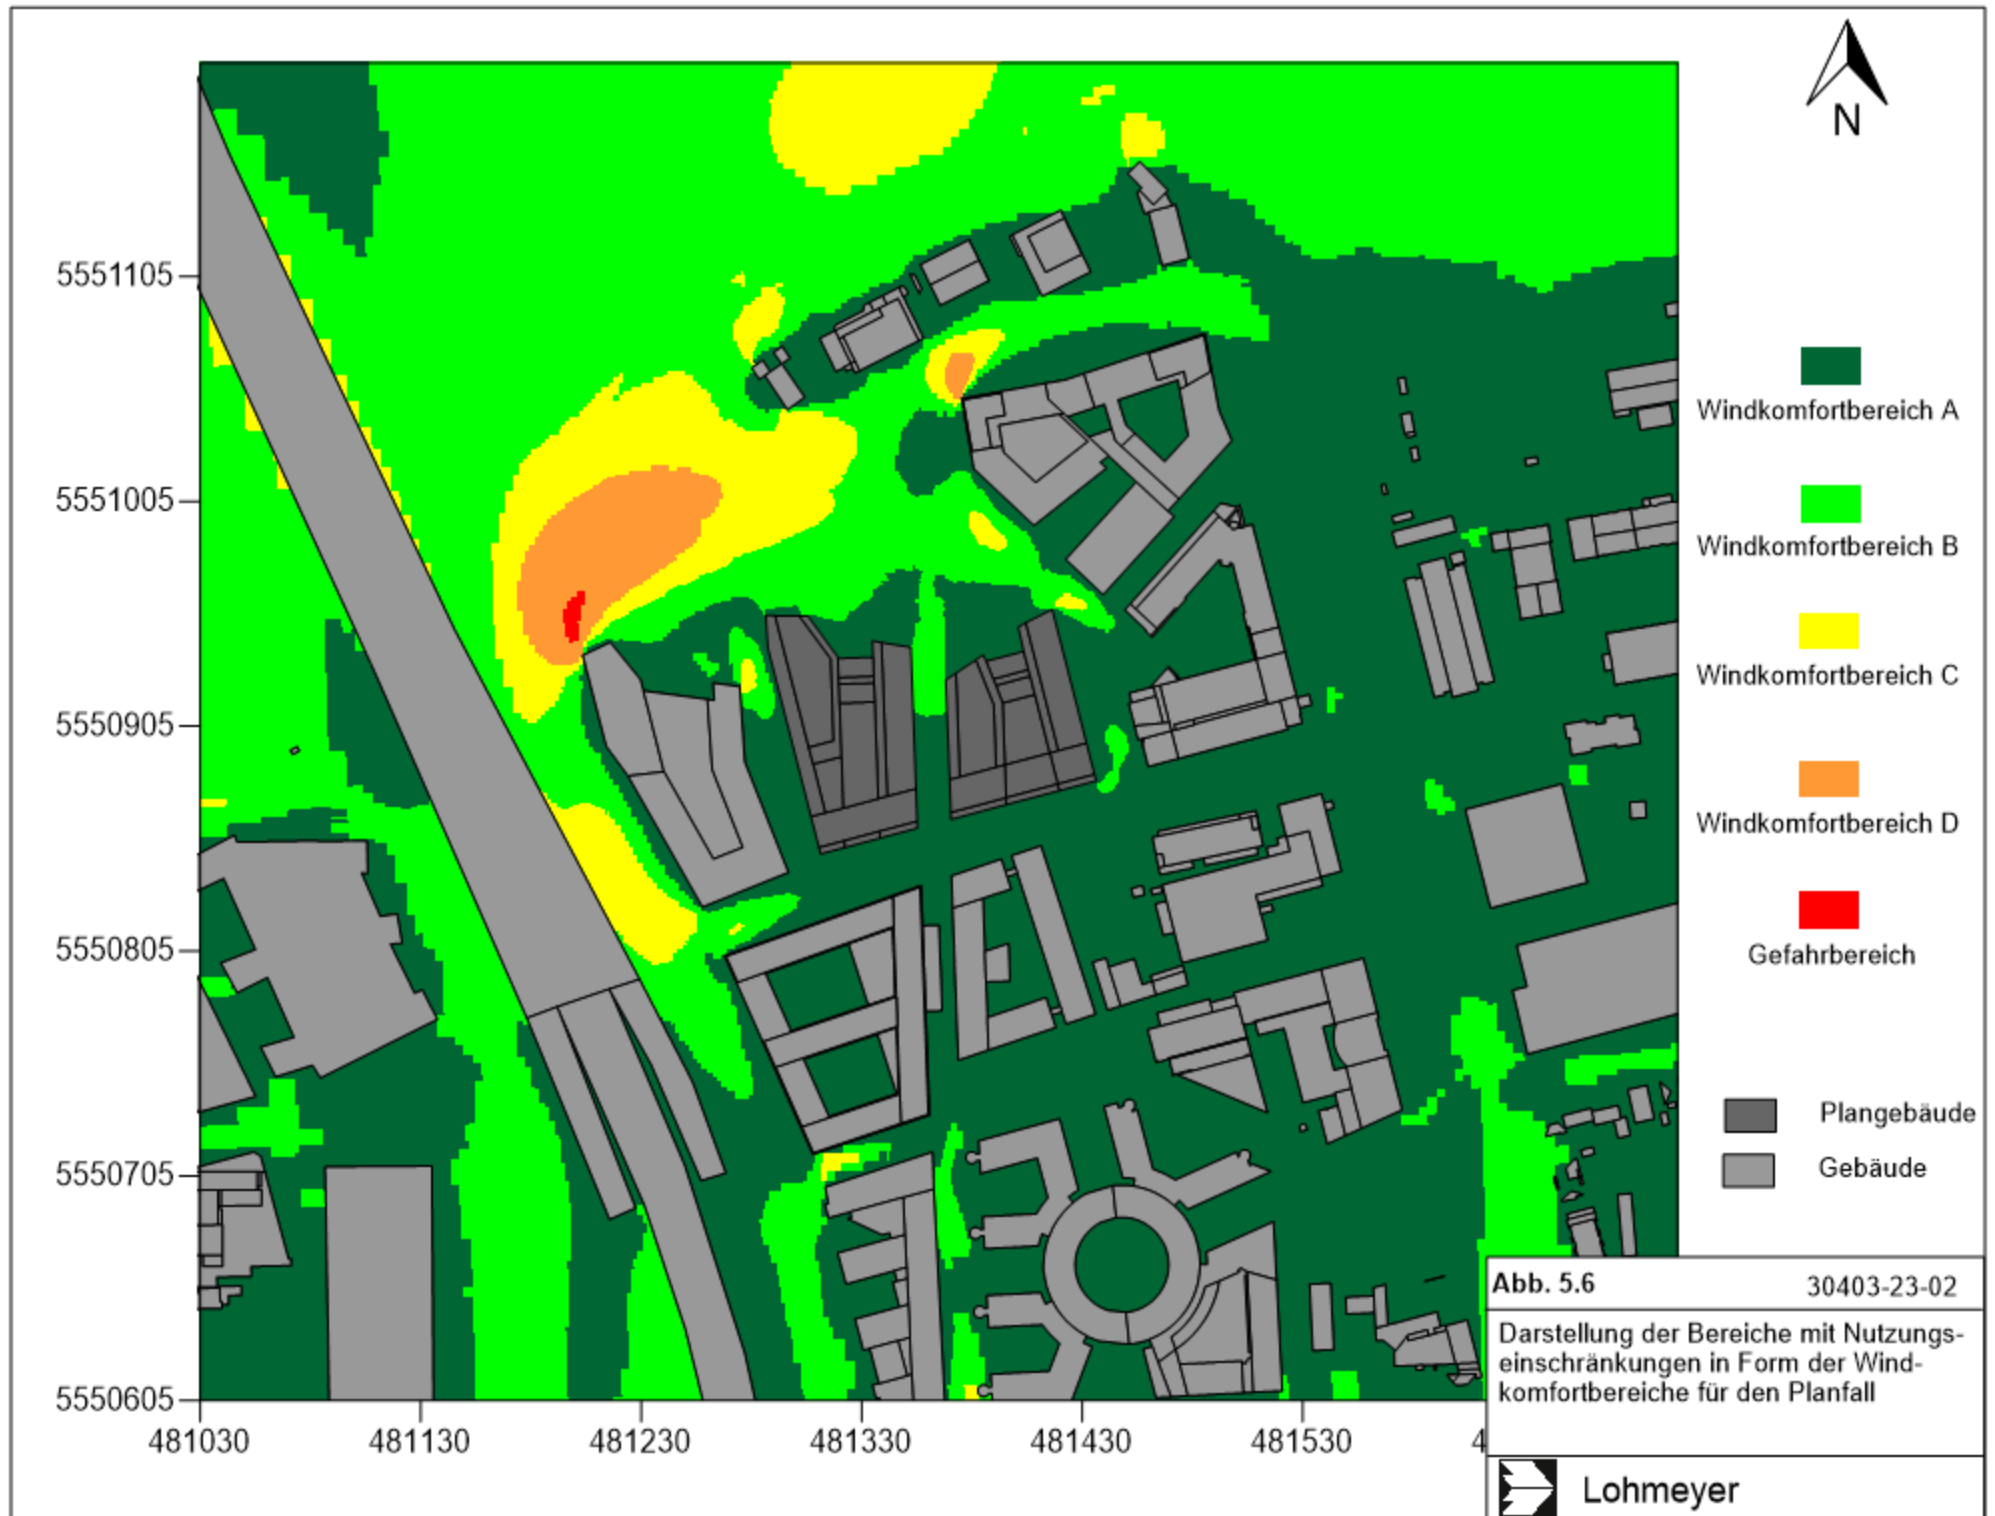 N
5551105
5551005
5550905
5550805
5550705
5550605
481030
481130
481230
481330
481430
481530
4
Windkomfortbereich A
Windkomfortbereich B
Windkomfortbereich C
Windkomfortbereich D
Gefahrbereich
Plangebäude
Gebäude
Abb. 5.6 30403-23-02
Darstellung der Bereiche mit Nutzungs-
einschränkungen in Form der Wind-
komfortbereiche für den Planfall
Lohmeyer